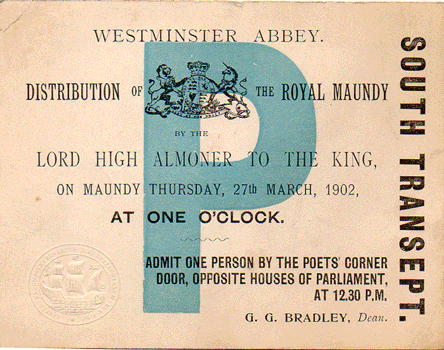 WESTMINSTER ABBEY.
DISTRIBUTION OF THE ROYAL MAUNDY
BY THE
LORD HIGH ALMONER TO THE KING,
ON MAUNDY THURSDAY, 27th MARCH, 1902,
AT ONE O'CLOCK.
ADMIT ONE PERSON BY THE POETS' CORNER
DOOR, OPPOSITE HOUSES OF PARLIAMENT,
AT 12.30 P.M.
G. G. BRADLEY, Dean.
SOUTH TRANSEPT.
P